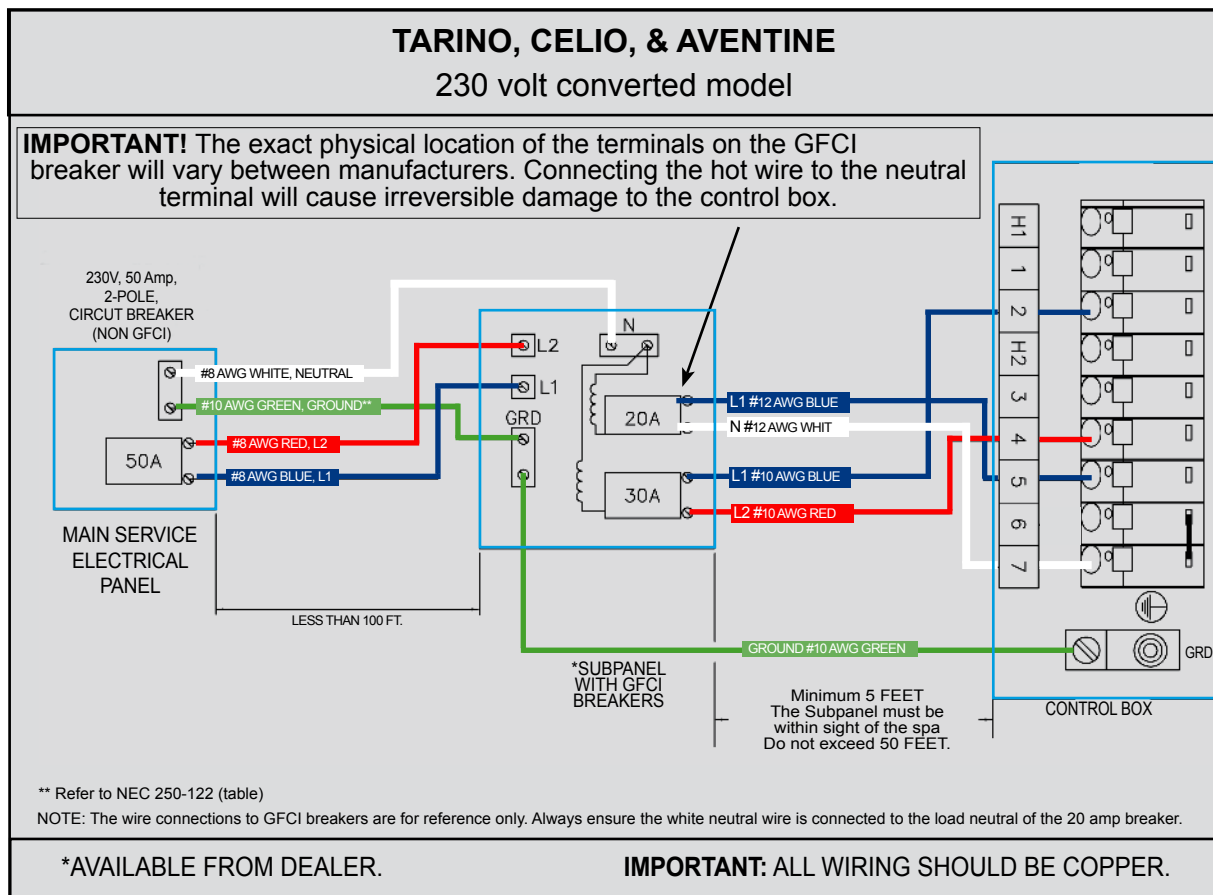 TARINO, CELIO, & AVENTINE
230 volt converted model
IMPORTANT! The exact physical location of the terminals on the GFCI
breaker will vary between manufacturers. Connecting the hot wire to the neutral
terminal will cause irreversible damage to the control box.
230V, 50 Amp,
2-POLE,
CIRCUT BREAKER
(NON GFCI)
#8 AWG WHITE, NEUTRAL
#10 AWG GREEN, GROUND**
#8 AWG RED, L2
#8 AWG BLUE, L1
50A
MAIN SERVICE
ELECTRICAL
PANEL
LESS THAN 100 FT.
L2
L1
GRD
N
20A
30A
*SUBPANEL
WITH GFCI
BREAKERS
L1 #12 AWG BLUE
N #12 AWG WHIT
L1 #10 AWG BLUE
L2 #10 AWG RED
GROUND #10 AWG GREEN
Minimum 5 FEET
The Subpanel must be
within sight of the spa
Do not exceed 50 FEET.
H1
1
2
H2
3
4
5
6
7
GRD
CONTROL BOX
** Refer to NEC 250-122 (table)
NOTE: The wire connections to GFCI breakers are for reference only. Always ensure the white neutral wire is connected to the load neutral of the 20 amp breaker.
*AVAILABLE FROM DEALER.
IMPORTANT: ALL WIRING SHOULD BE COPPER.